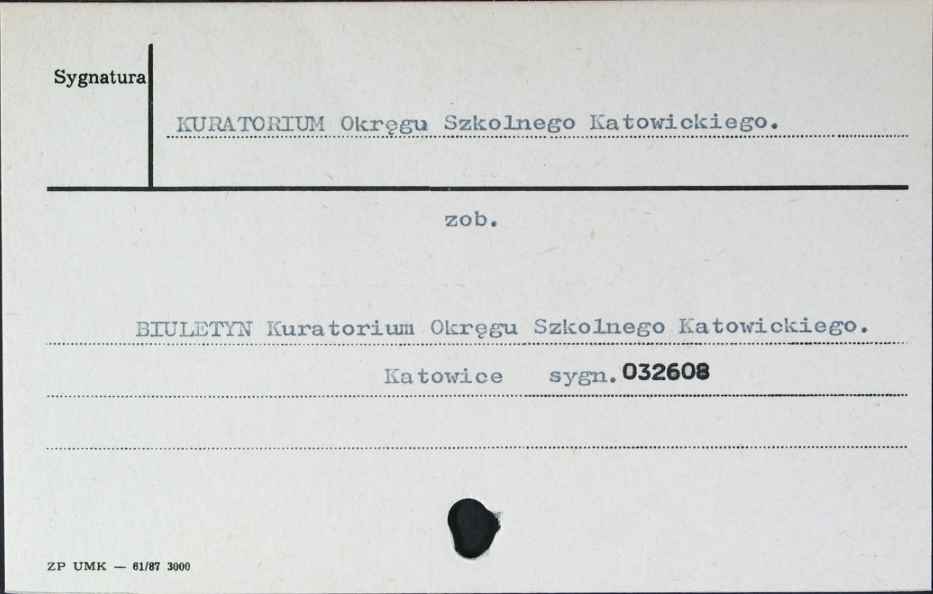 Sygnatura
KURATORIUM Okręgu Szkolnego Katowickiego.
zob.
BIULETYN Kuratorium Okręgu Szkolnego Katowickiego.
Katowice sygn. 032608
ZP UMK — 61/87 3000